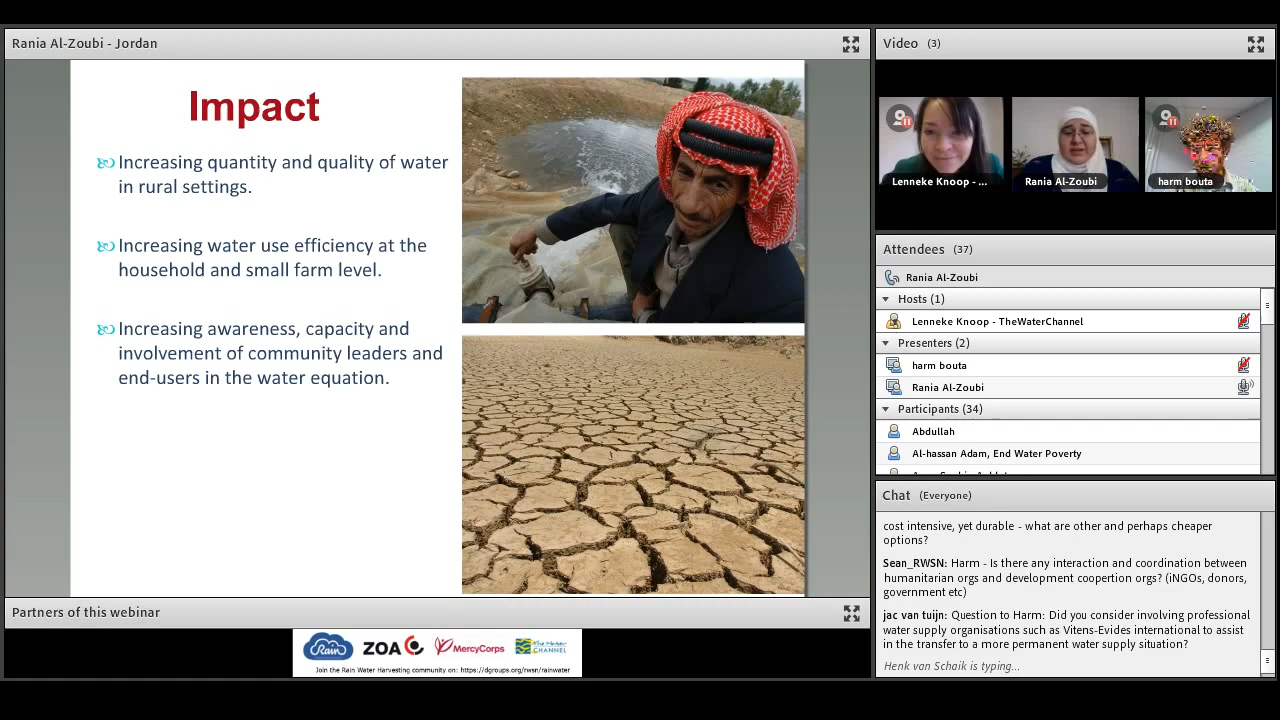 Rania Al-Zoubi - Jordan
Impact
Increasing quantity and quality of water
in rural settings.
Increasing water use efficiency at the
household and small farm level.
Increasing awareness, capacity and
involvement of community leaders and
end-users in the water equation.
Partners of this webinar
Rain
ZOA
MercyCorps
The Water
CHANNEL
Join the Rain Water Harvesting community on: https://dgroups.org/rwsn/rainwater
Video (3)
Lenneke Knoop - ...
Rania Al-Zoubi
harm bouta
Attendees (37)
Rania Al-Zoubi
Hosts (1)
Lenneke Knoop - TheWaterChannel
Presenters (2)
harm bouta
Rania Al-Zoubi
Participants (34)
Abdullah
Al-hassan Adam, End Water Poverty
Chat (Everyone)
cost intensive, yet durable - what are other and perhaps cheaper
options?
Sean_RWSN: Harm - Is there any interaction and coordination between
humanitarian orgs and development coopertion orgs? (iNGOs, donors,
government etc)
jac van tuijn: Question to Harm: Did you consider involving professional
water supply organisations such as Vitens-Evides international to assist
in the transfer to a more permanent water supply situation?
Henk van Schaik is typing...